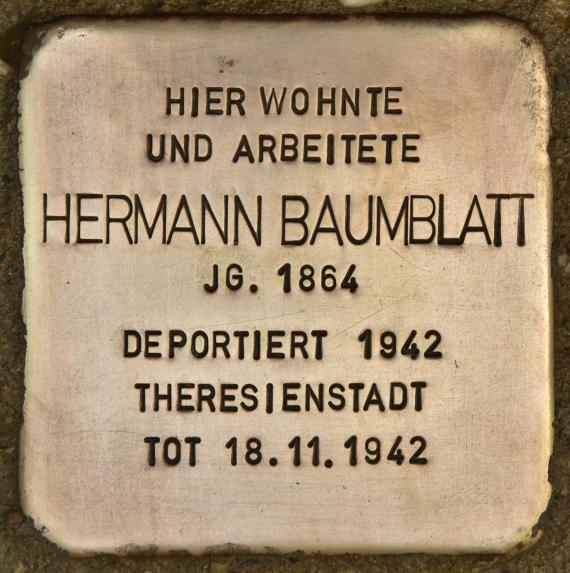 HIER WOHNTE
UND ARBEITETE
HERMANN BAUMBLATT
JG. 1864
DEPORTIERT 1942
THERESIENSTADT
TOT 18.11.1942